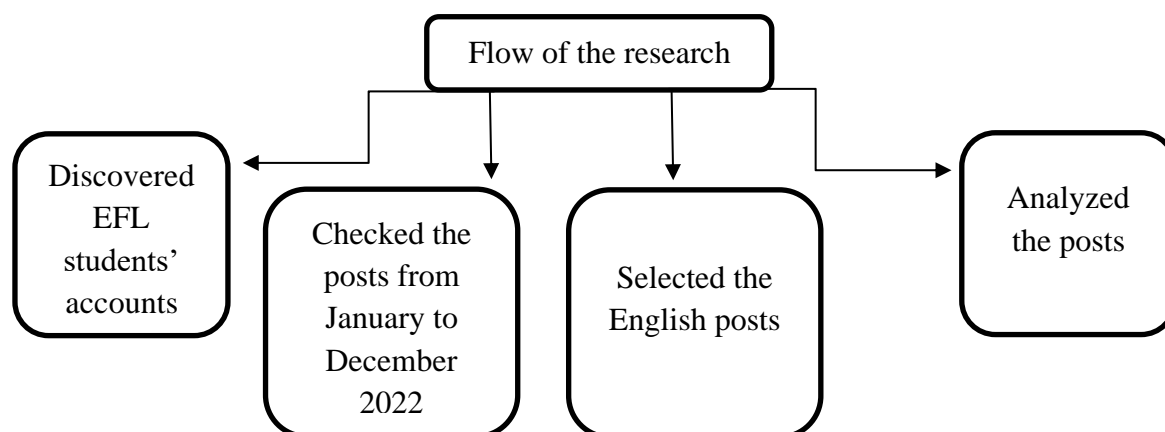 Flow of the research
Discovered
EFL
students’
accounts
Checked the
posts from
January to
December
2022
Selected the
English posts
Analyzed
the posts